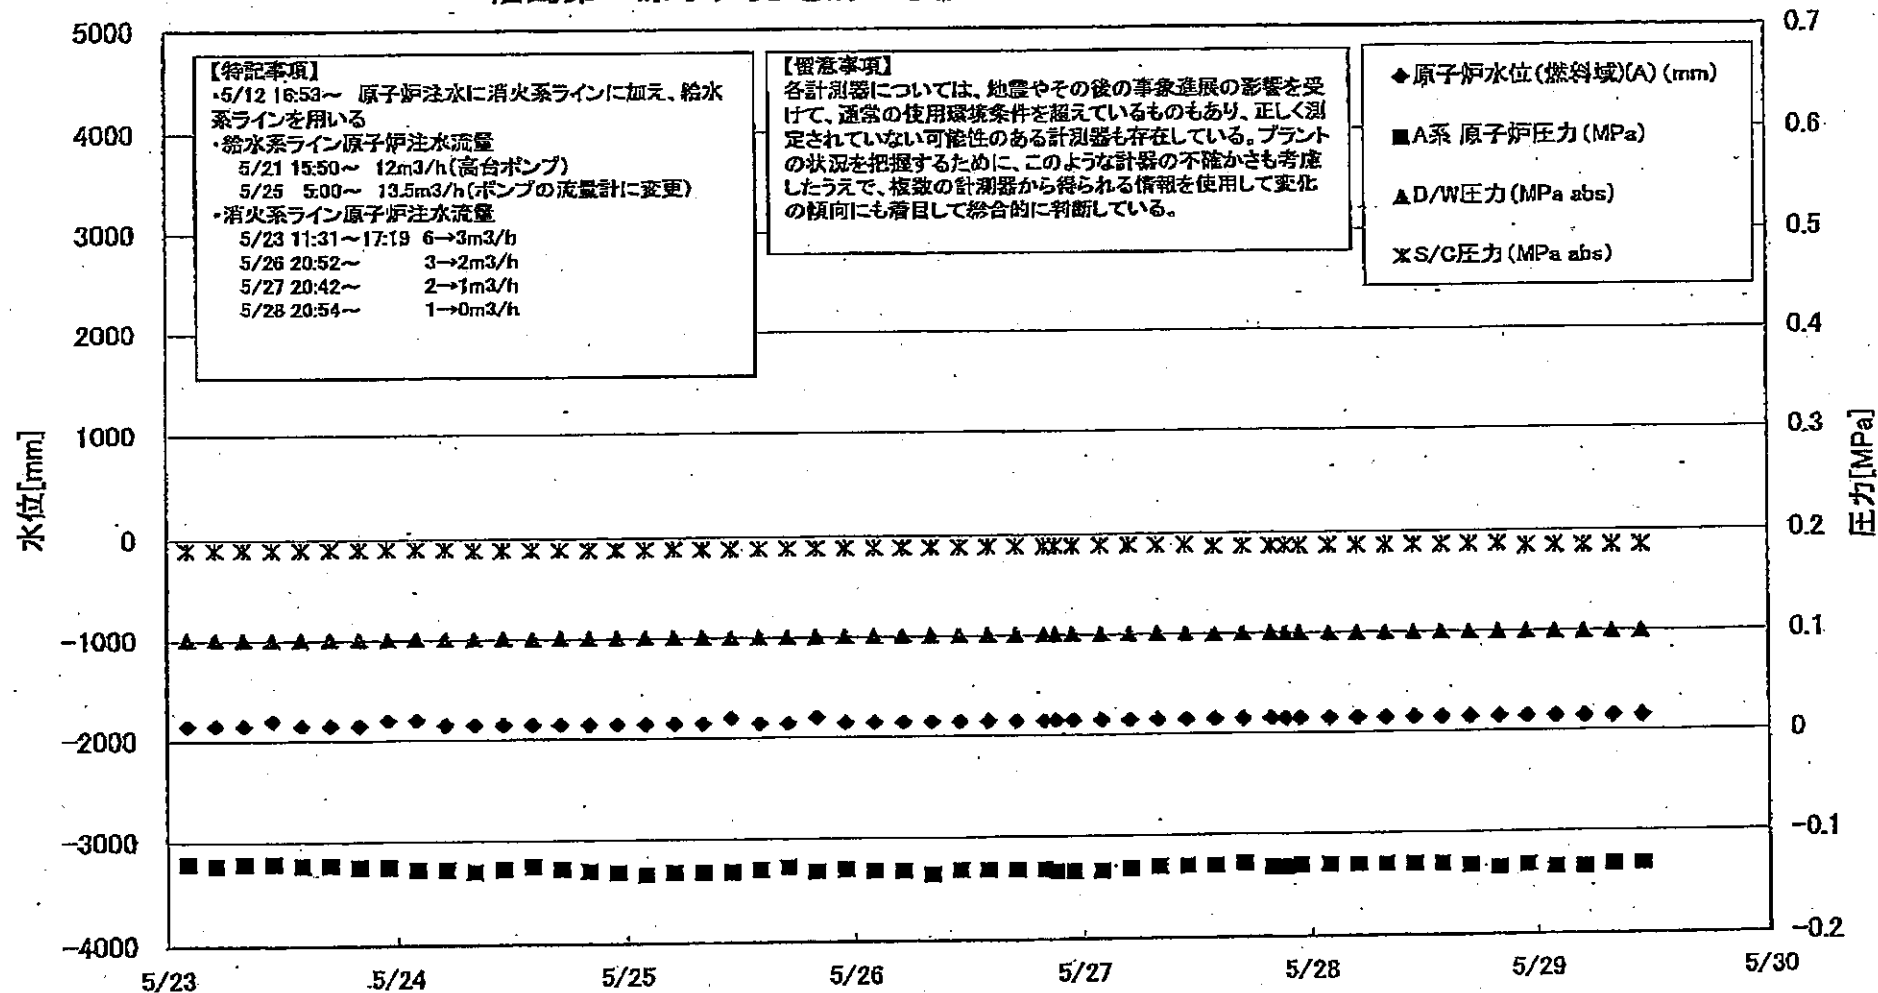 5000
4000
3000
2000
1000
0
-1000
-2000
-3000
-4000
水位[mm]
【特記事項】
・5/12 16:53～ 原子炉注水に消火系ラインに加え、給水
系ラインを用いる
・給水系ライン原子炉注水流量
5/21 15:50～ 12m3/h(高台ポンプ)
5/25 5:00～ 13.5m3/h(ポンプの流量計に変更)
・消火系ライン原子炉注水流量
5/23 11:31～17:19 6→3m3/h
5/26 20:52～ 3→2m3/h
5/27 20:42～ 2→1m3/h
5/28 20:54～ 1→0m3/h
【留意事項】
各計測器については、地震やその後の事象進展の影響を受
けて、通常の使用環境条件を超えているものもあり、正しく測
定されていない可能性のある計測器も存在している。プラント
の状況を把握するために、このような計器の不確かさも考慮
したうえで、複数の計測器から得られる情報を使用して変化
の傾向にも着目して総合的に判断している。
◆原子炉水位(燃料域)(A) (mm)
■A系 原子炉圧力(MPa)
▲D/W圧力(MPa abs)
S/C圧力(MPa abs)
0.7
0.6
0.5
0.4
0.3
0.2
0.1
0
-0.1
-0.2
圧力[MPa]
5/23
5/24
5/25
5/26
5/27
5/28
5/29
5/30